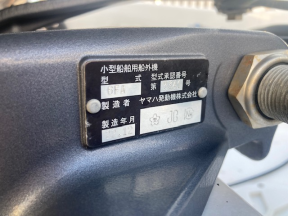 小型船舶用船外機
型 式 型式承認番号
第 号
製造者 ヤマハ発動機株式会社
製造年月